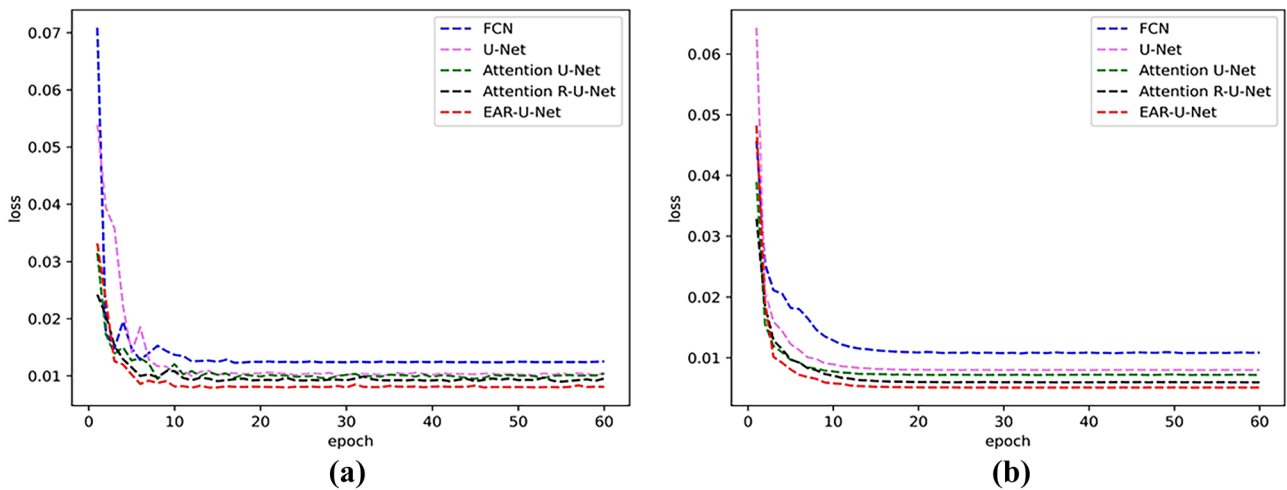 0.07
0.06
0.05
0.04
0.03
0.02
0.01
loss
FCN
U-Net
Attention U-Net
Attention R-U-Net
EAR-U-Net
0 10 20 30 40 50 60
epoch
(a)
0.06
0.05
0.04
0.03
0.02
0.01
loss
FCN
U-Net
Attention U-Net
Attention R-U-Net
EAR-U-Net
0 10 20 30 40 50 60
epoch
(b)